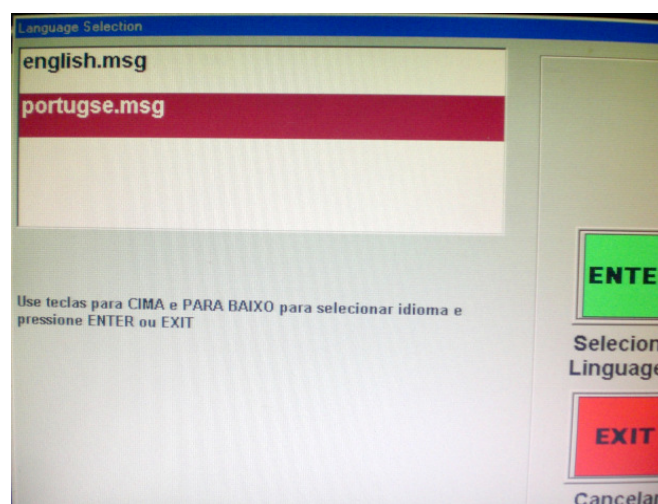 Language Selection
english.msg
portugse.msg
Use teclas para CIMA e PARA BAIXO para selecionar idioma e
pressione ENTER ou EXIT
ENTE
Selecion
Linguage
EXIT
Cancelar